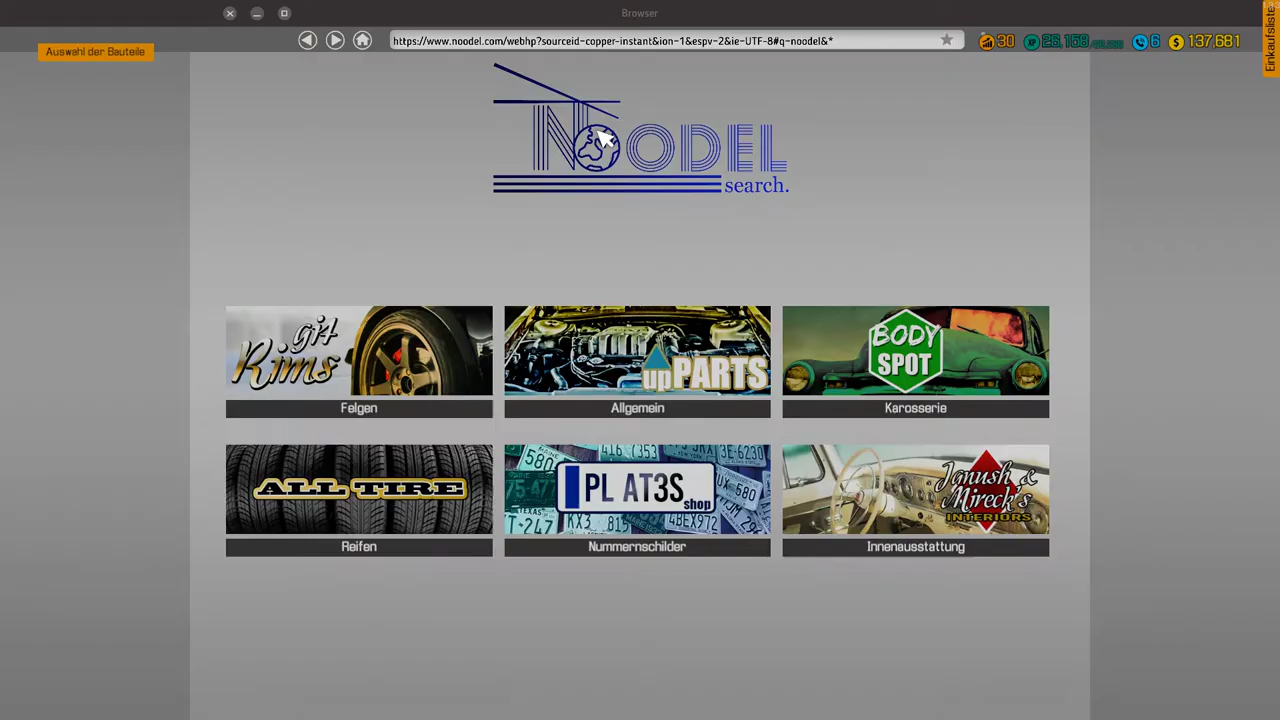 Browser
https://www.noodel.com/webhp?sourceid-copper-instant&ion-1&espv-2&ie-UTF-8#q-noodel&*
30
26,158
6
$ 137,681
Einkaufsliste
Auswahl der Bauteile
NOODEL
search.
gj4
Rims
upPARTS
BODY
SPOT
Felgen
Allgemein
Karosserie
ALL TIRE
PL AT3S
shop
Janush &
Mireck's
INTERIORS
Reifen
Nummernschilder
Innenausstattung